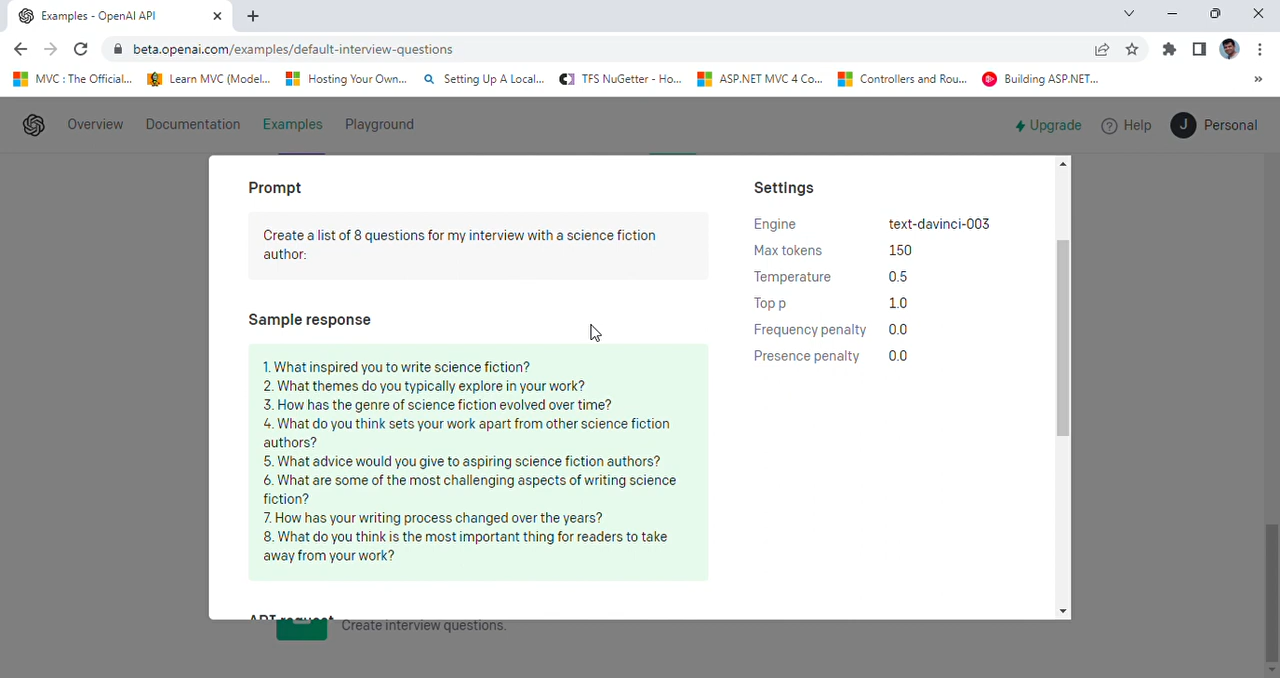 Examples - OpenAI API
beta.openai.com/examples/default-interview-questions
MVC : The Official... Learn MVC (Model... Hosting Your Own... Setting Up A Local... TFS NuGetter - Ho... ASP.NET MVC 4 Co... Controllers and Rou... Building ASP.NET... »
Overview Documentation Examples Playground Upgrade Help J Personal
Prompt
Create a list of 8 questions for my interview with a science fiction
author:
Sample response
1. What inspired you to write science fiction?
2. What themes do you typically explore in your work?
3. How has the genre of science fiction evolved over time?
4. What do you think sets your work apart from other science fiction
authors?
5. What advice would you give to aspiring science fiction authors?
6. What are some of the most challenging aspects of writing science
fiction?
7. How has your writing process changed over the years?
8. What do you think is the most important thing for readers to take
away from your work?
API request
Settings
Engine text-davinci-003
Max tokens 150
Temperature 0.5
Top p 1.0
Frequency penalty 0.0
Presence penalty 0.0
Create interview questions.